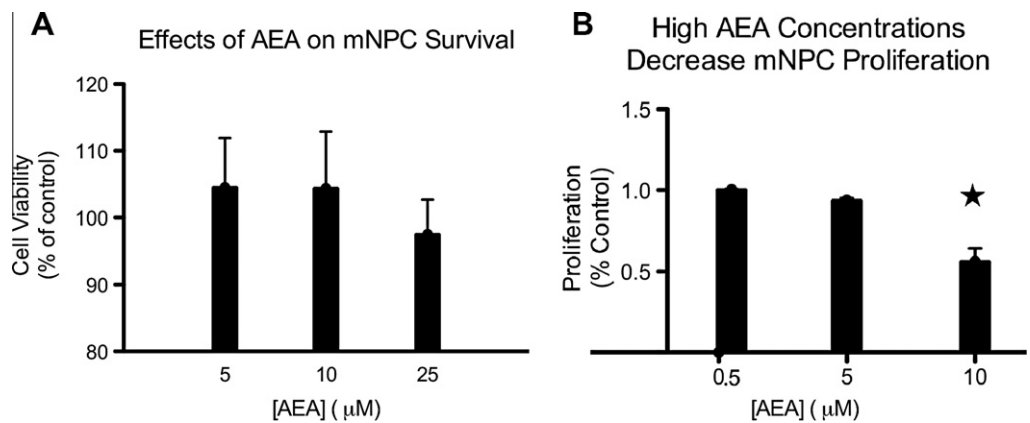 A
Effects of AEA on mNPC Survival
Cell Viability
(% of control)
120
110
100
90
80
5 10 25
[AEA] ( μM)
B
High AEA Concentrations
Decrease mNPC Proliferation
Proliferation
(% Control)
1.5
1.0
0.5
0.5 5 10
[AEA] ( μM)